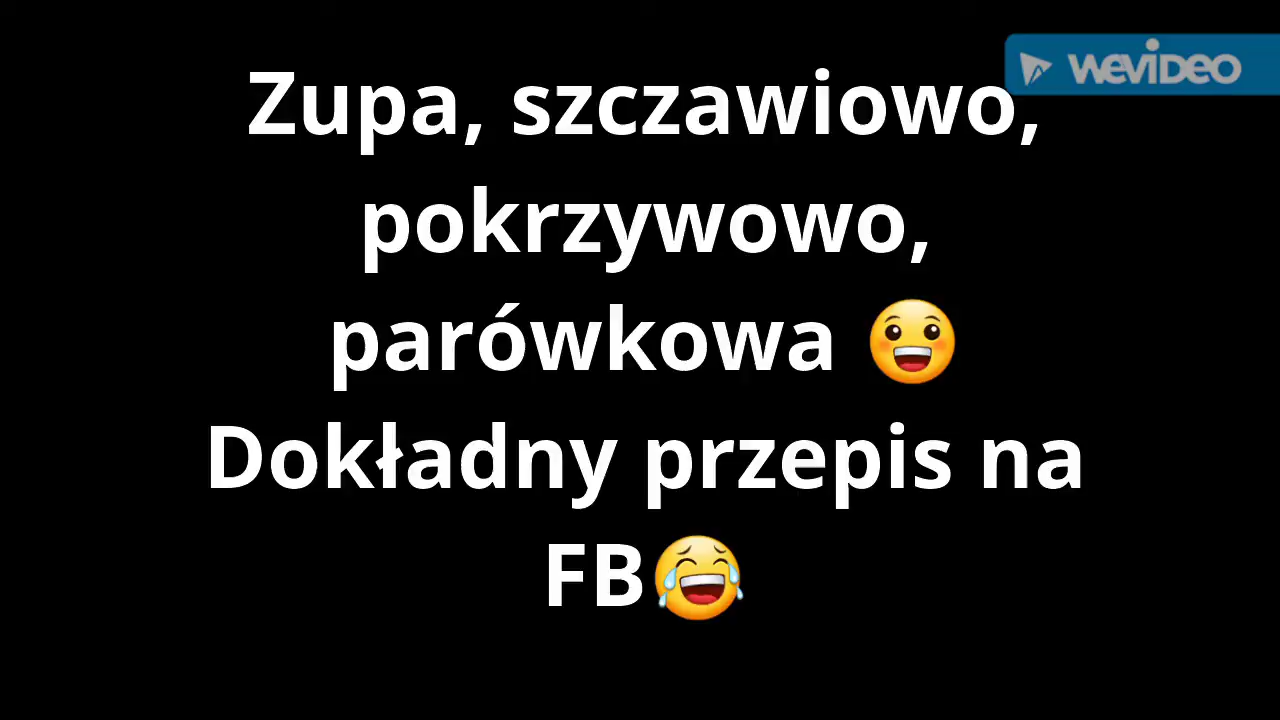 WEVIDEO
Zupa, szczawiowo,
pokrzywowo,
parówkowa 😀
Dokładny przepis na
FB😂